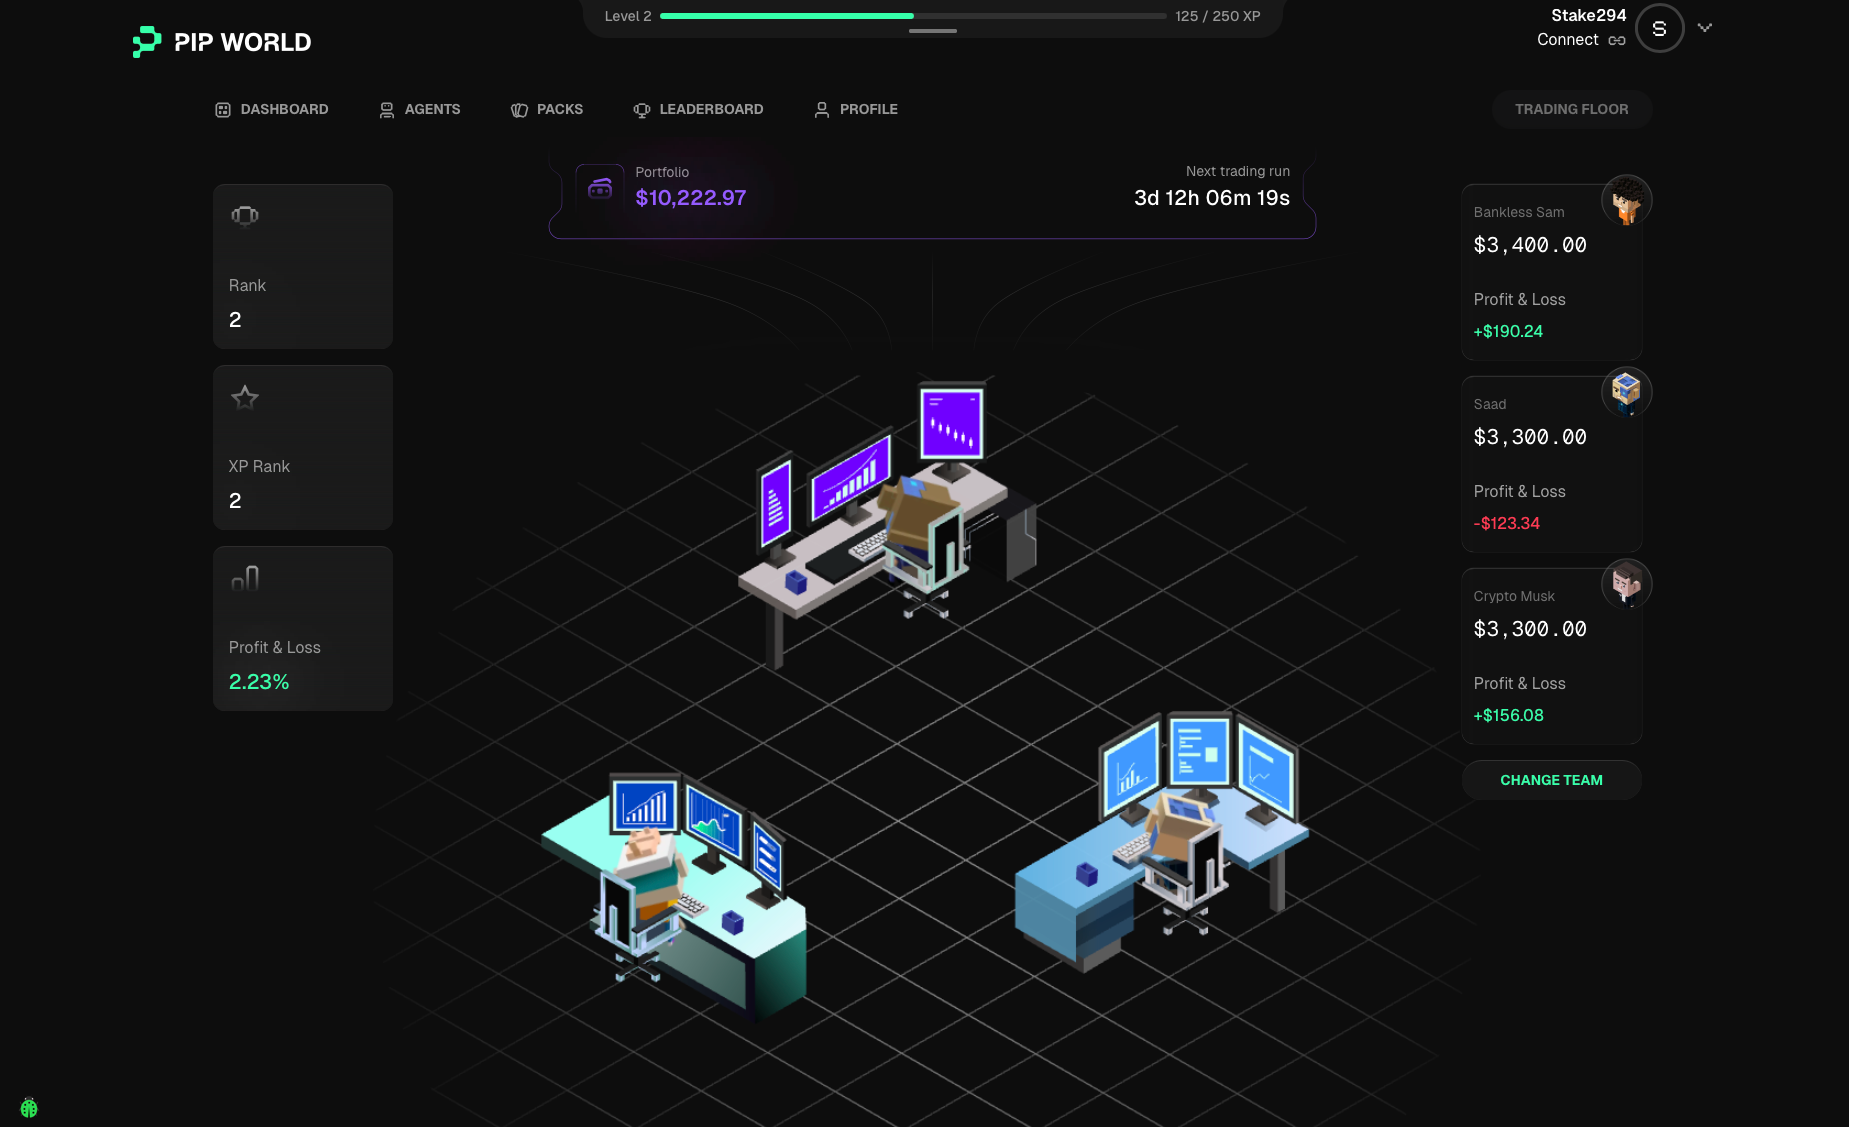 Level 2
125 / 250 XP
Stake294
Connect
S
PIP WORLD
DASHBOARD
AGENTS
PACKS
LEADERBOARD
PROFILE
TRADING FLOOR
Portfolio
$10,222.97
Next trading run
3d 12h 06m 19s
Rank
2
XP Rank
2
Profit & Loss
2.23%
Bankless Sam
$3,400.00
Profit & Loss
+$190.24
Saad
$3,300.00
Profit & Loss
-$123.34
Crypto Musk
$3,300.00
Profit & Loss
+$156.08
CHANGE TEAM